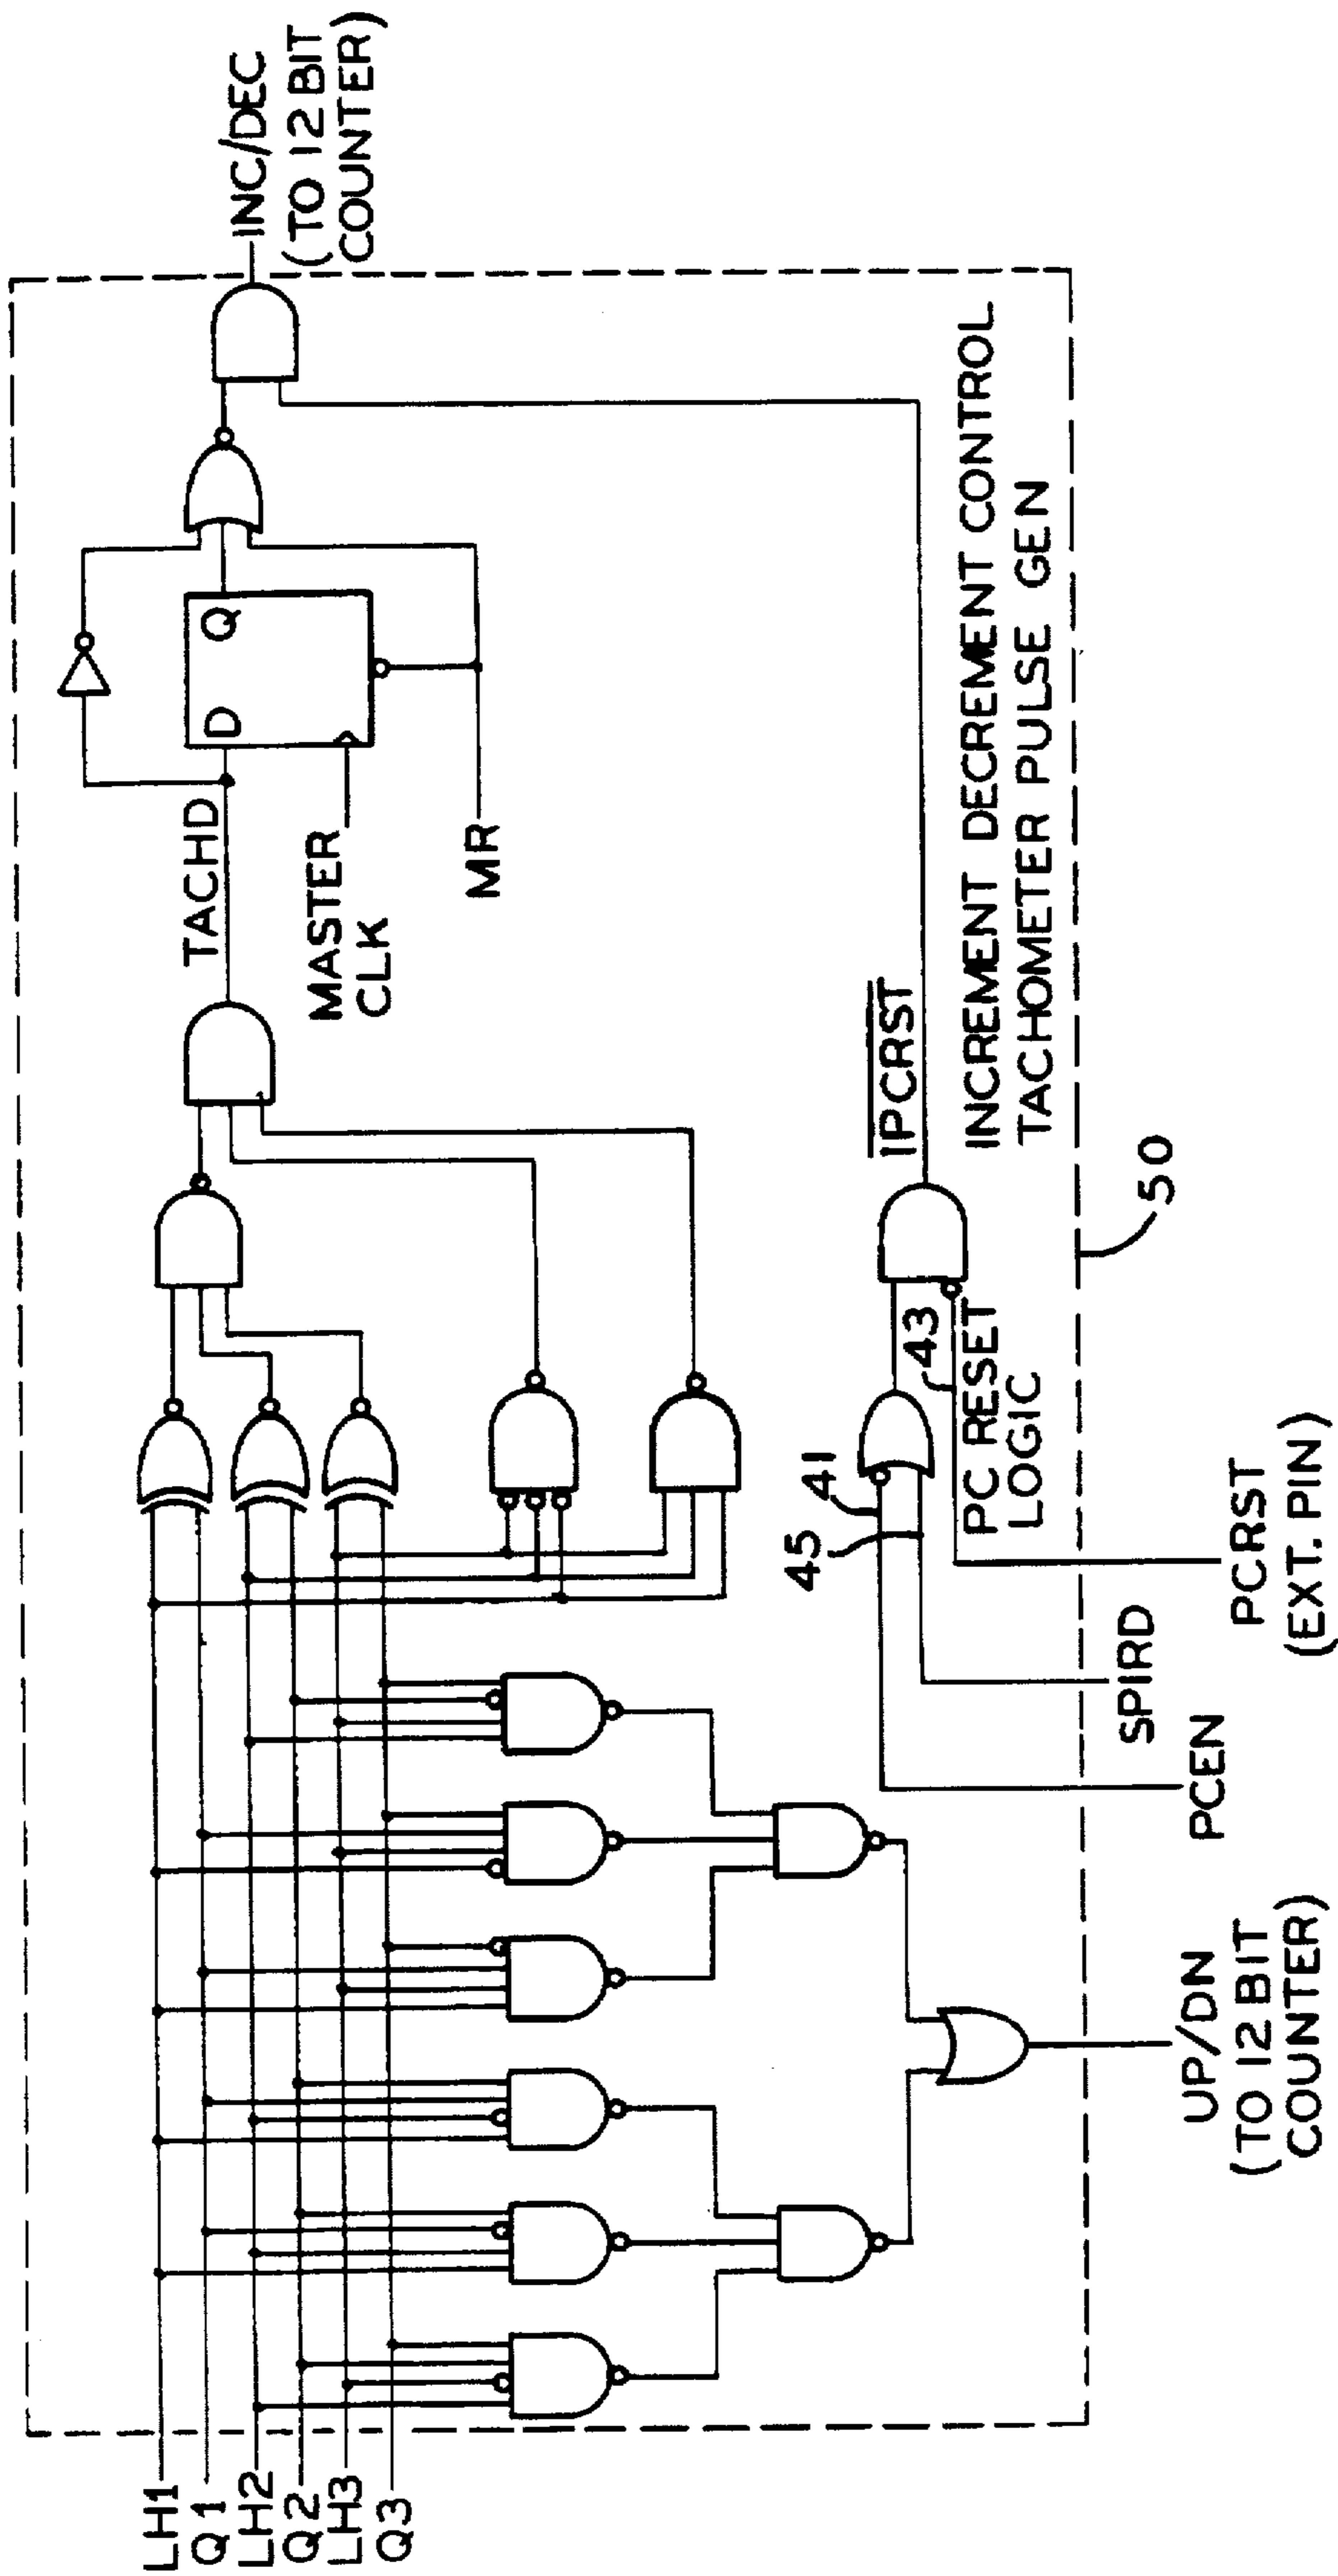 LH1
Q1
LH2
Q2
LH3
Q3
TACHD
D
Q
MASTER
CLK
MR
INC/DEC
(TO 12 BIT
COUNTER)
IPCRST
INCREMENT DECREMENT CONTROL
TACHOMETER PULSE GEN
41
45
43
PC RESET
LOGIC
50
UP/DN
(TO 12 BIT
COUNTER)
PCEN
SPIRD
PCRST
(EXT. PIN)